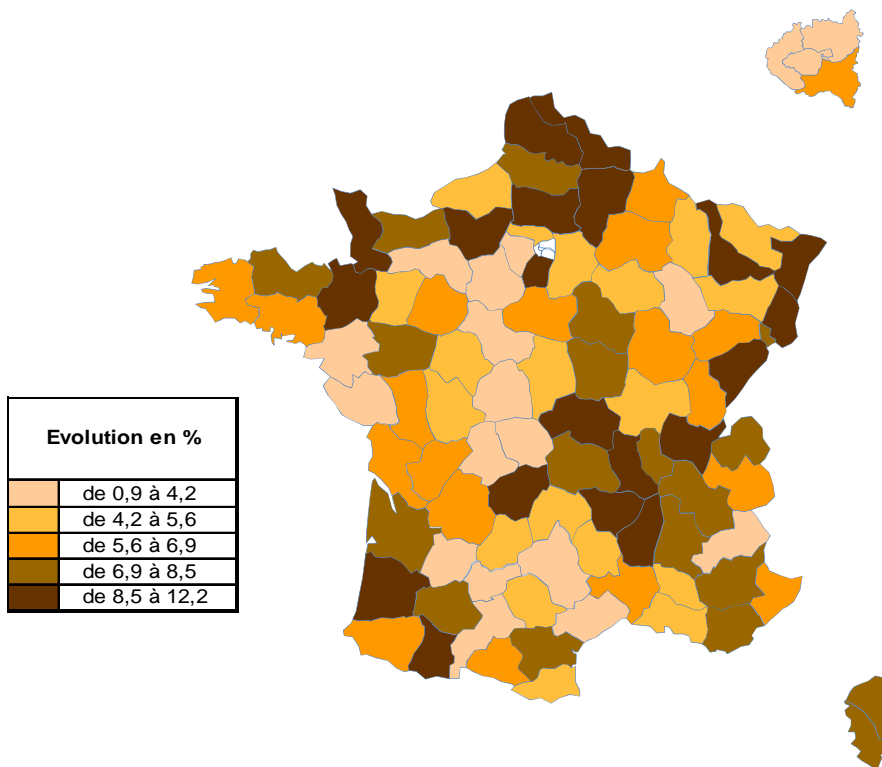 Evolution en %
de 0,9 à 4,2
de 4,2 à 5,6
de 5,6 à 6,9
de 6,9 à 8,5
de 8,5 à 12,2